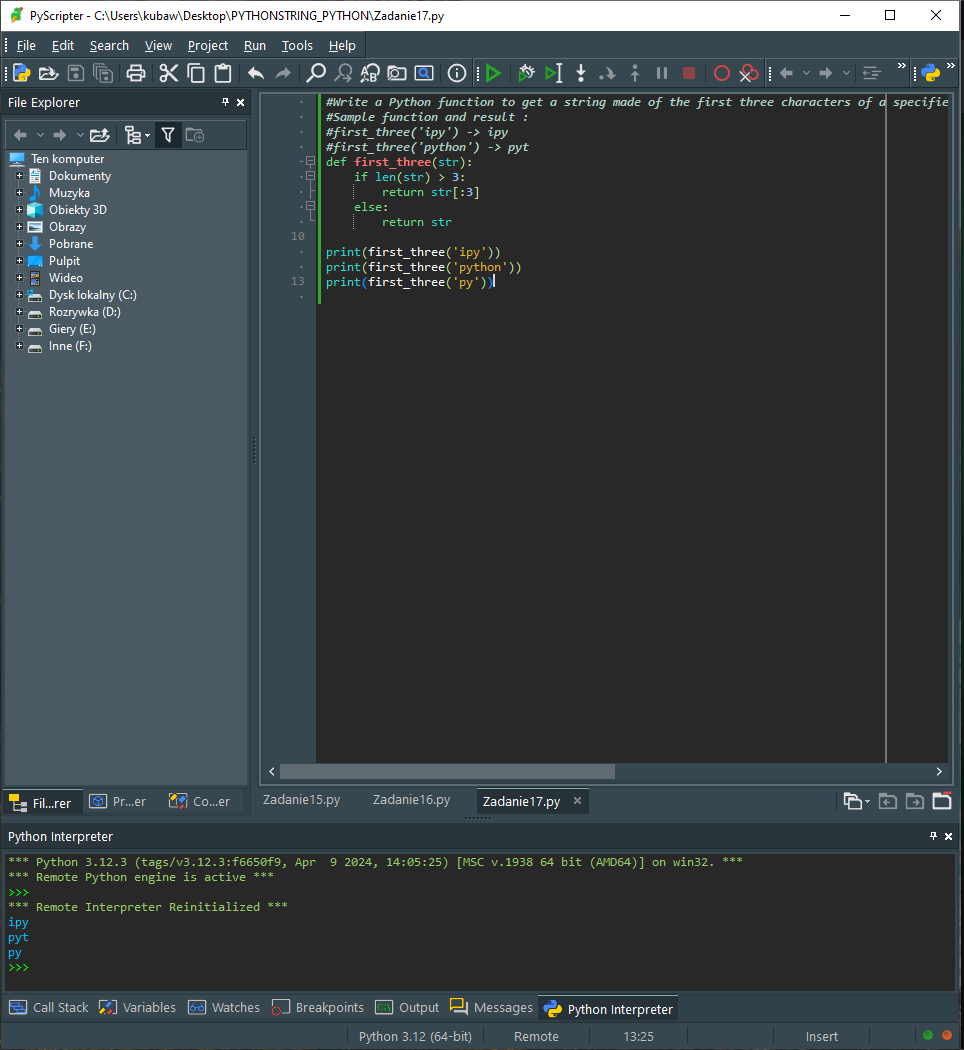 PyScripter - C:\Users\kubaw\Desktop\PYTHONSTRING_PYTHON\Zadanie17.py
File Edit Search View Project Run Tools Help
File Explorer
Ten komputer
Dokumenty
Muzyka
Obiekty 3D
Obrazy
Pobrane
Pulpit
Wideo
Dysk lokalny (C:)
Rozrywka (D:)
Giery (E:)
Inne (F:)
#Write a Python function to get a string made of the first three characters of a specifie
#Sample function and result :
#first_three('ipy') -> ipy
#first_three('python') -> pyt
def first_three(str):
    if len(str) > 3:
        return str[:3]
    else:
        return str
10
print(first_three('ipy'))
print(first_three('python'))
13 print(first_three('py'))
Fil...rer Pr...er Co...er
Zadanie15.py Zadanie16.py Zadanie17.py
Python Interpreter
*** Python 3.12.3 (tags/v3.12.3:f6650f9, Apr  9 2024, 14:05:25) [MSC v.1938 64 bit (AMD64)] on win32. ***
*** Remote Python engine is active ***
>>>
*** Remote Interpreter Reinitialized ***
ipy
pyt
py
>>>
Call Stack Variables Watches Breakpoints Output Messages Python Interpreter
Python 3.12 (64-bit) Remote 13:25 Insert